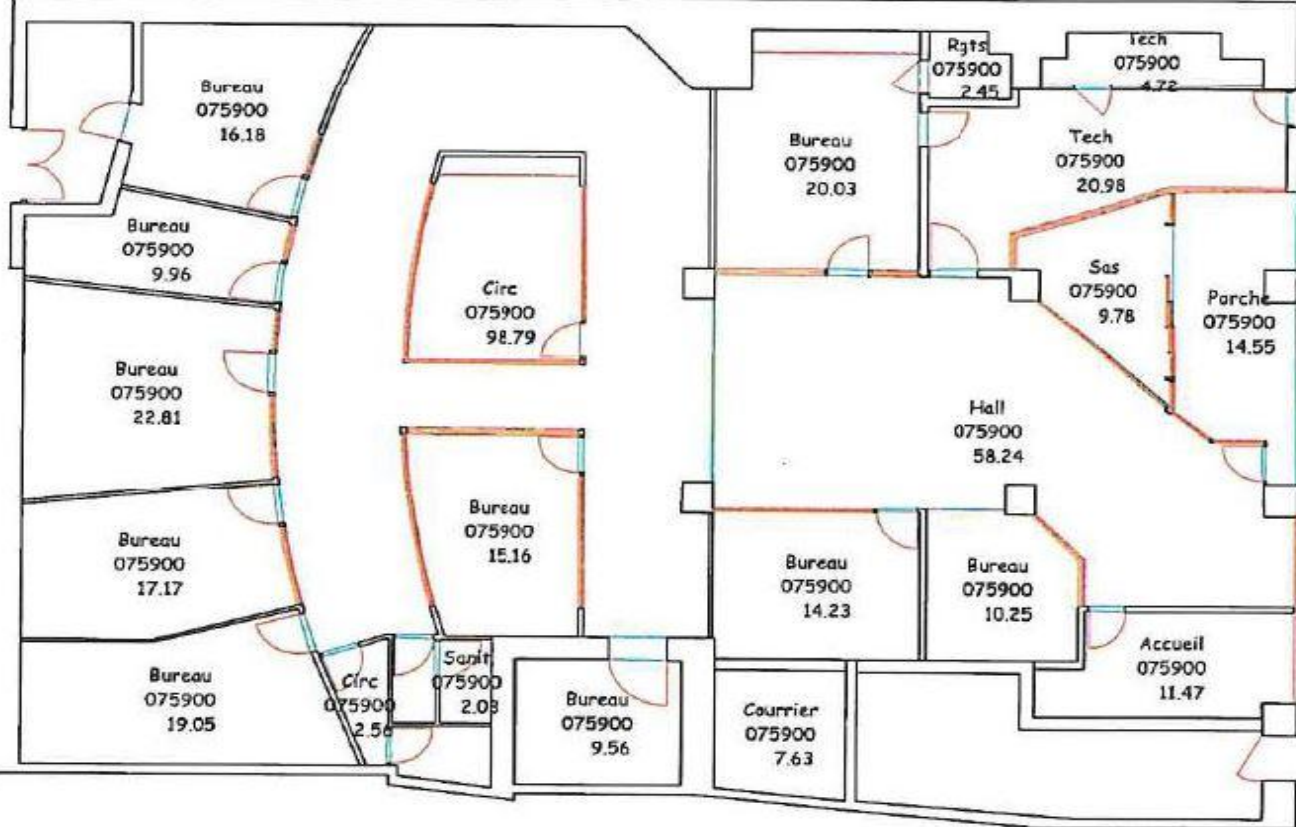 Bureau
075900
16.18
Bureau
075900
9.96
Bureau
075900
22.81
Bureau
075900
17.17
Bureau
075900
19.05
Circ
075900
98.79
Bureau
075900
15.16
Circ
075900
2.56
Sanit
075900
2.03
Bureau
075900
9.56
Bureau
075900
20.03
Rgts
075900
2.45
Tech
075900
4.72
Tech
075900
20.98
Sas
075900
9.78
Porche
075900
14.55
Hall
075900
58.24
Bureau
075900
14.23
Bureau
075900
10.25
Accueil
075900
11.47
Courrier
075900
7.63